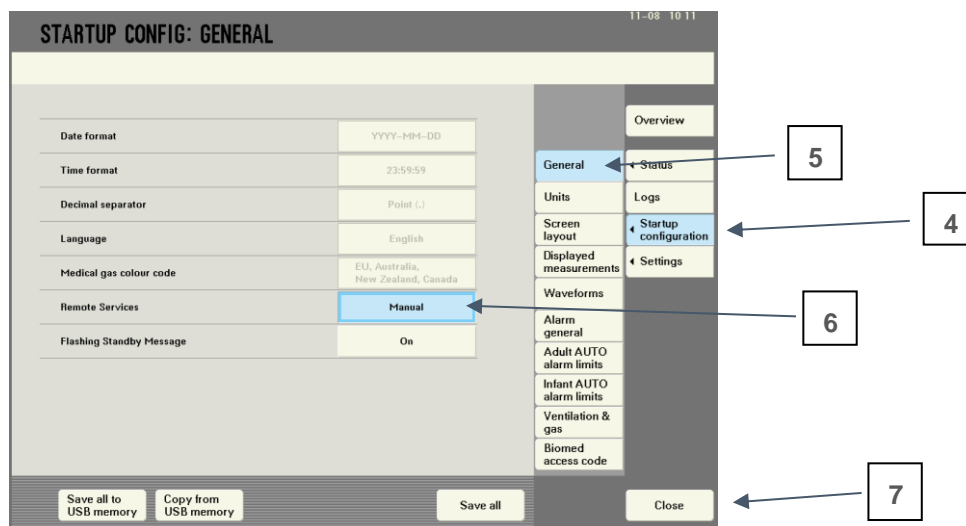 11-08 10 11
STARTUP CONFIG: GENERAL
Overview
Date format
YYYY-MM-DD
5
Time format
23:59:59
General
Status
Decimal separator
Point (.)
Units
Logs
4
Language
English
Screen
layout
Startup
configuration
Medical gas colour code
EU, Australia,
New Zealand, Canada
Displayed
measurements
Settings
Remote Services
Manual
Waveforms
6
Flashing Standby Message
On
Alarm
general
Adult AUTO
alarm limits
Infant AUTO
alarm limits
Ventilation &
gas
Biomed
access code
Save all to
USB memory
Copy from
USB memory
Save all
Close
7